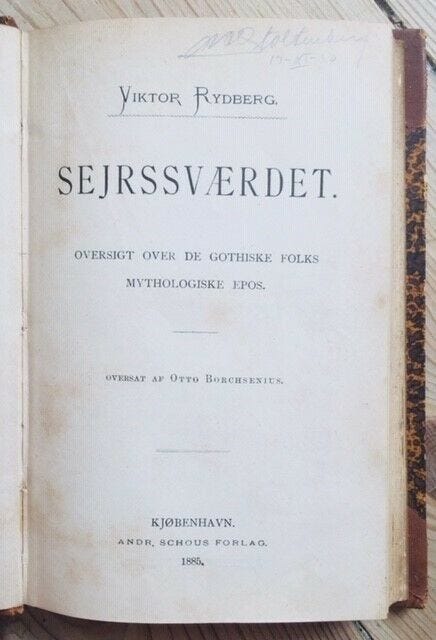 VIKTOR RYDBERG.
SEJRSSVÆRDET.
OVERSIGT OVER DE GOTHISKE FOLKS
MYTHOLOGISKE EPOS.
OVERSAT AF OTTO BORCHSENIUS.
KJØBENHAVN.
ANDR. SCHOUS FORLAG.
1885.